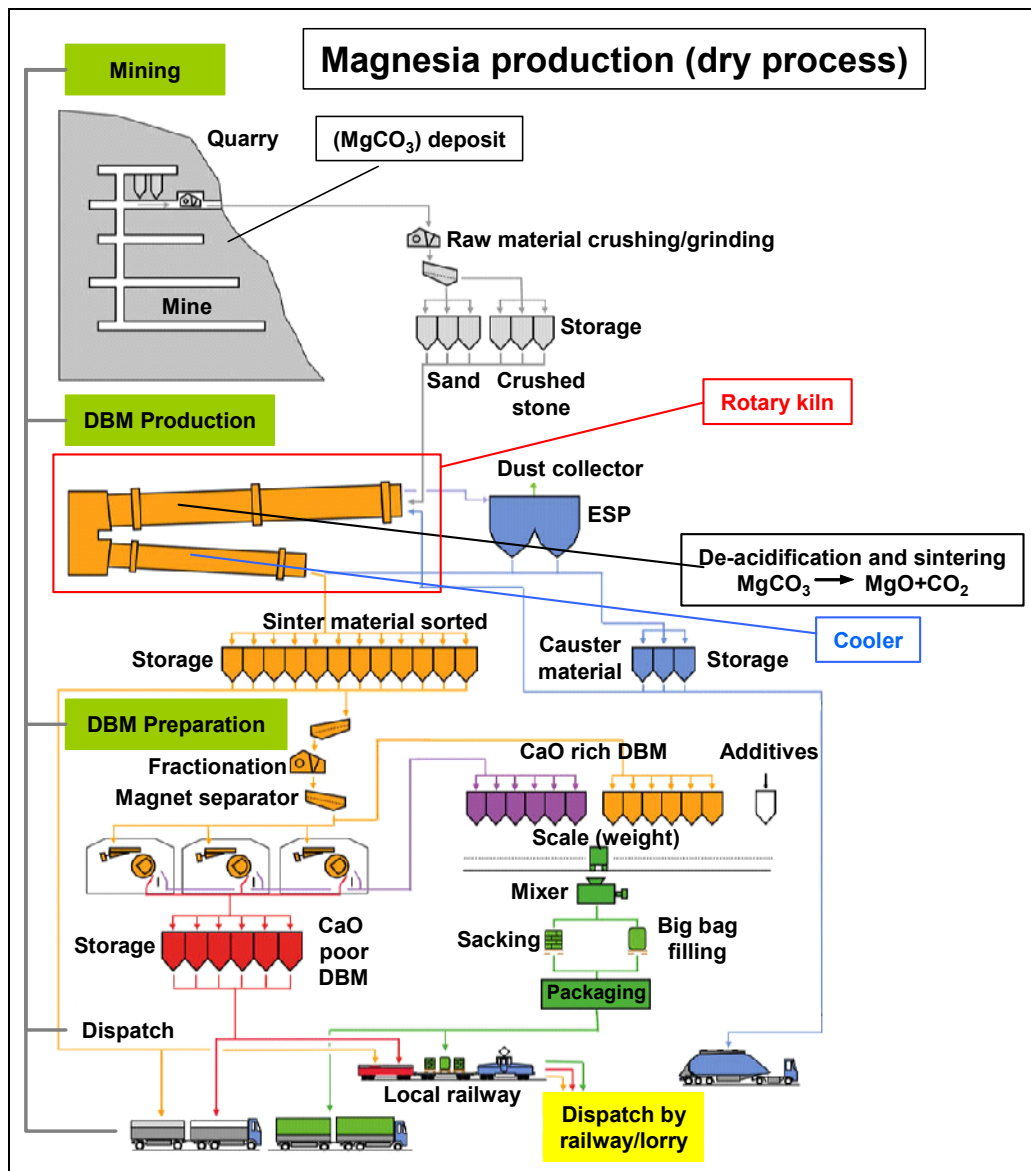 Magnesia production (dry process)
Mining
Quarry
(MgCO₃) deposit
Mine
Raw material crushing/grinding
Storage
Sand
Crushed
stone
DBM Production
Rotary kiln
Dust collector
ESP
De-acidification and sintering
MgCO₃ → MgO+CO₂
Cooler
Sinter material sorted
Storage
Causter
material
Storage
DBM Preparation
Fractionation
Magnet separator
CaO rich DBM
Additives
Scale (weight)
Mixer
Storage
CaO
poor
DBM
Sacking
Big bag
filling
Packaging
Dispatch
Local railway
Dispatch by
railway/lorry